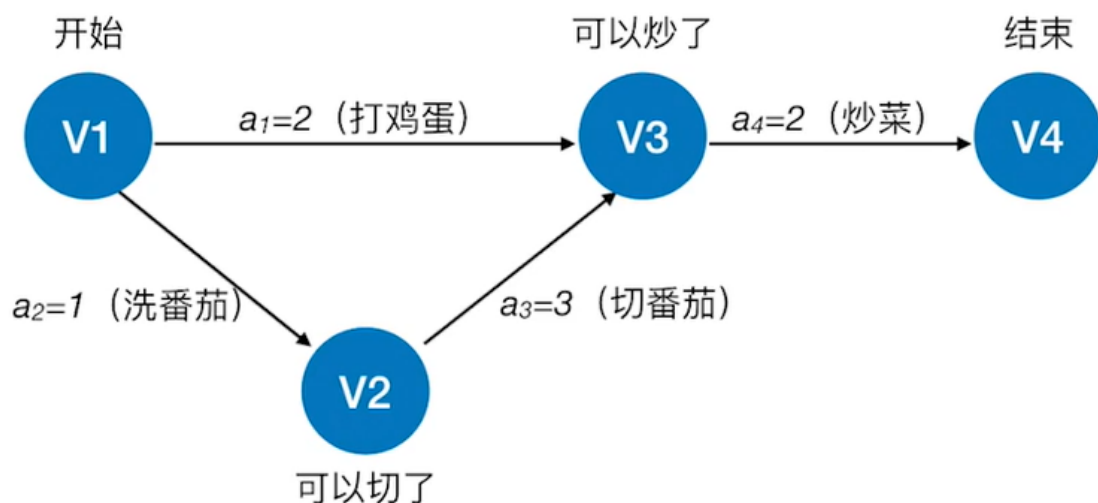 开始
可以炒了
结束
V1
a₁=2（打鸡蛋）
V3
a₄=2（炒菜）
V4
a₂=1（洗番茄）
a₃=3（切番茄）
V2
可以切了